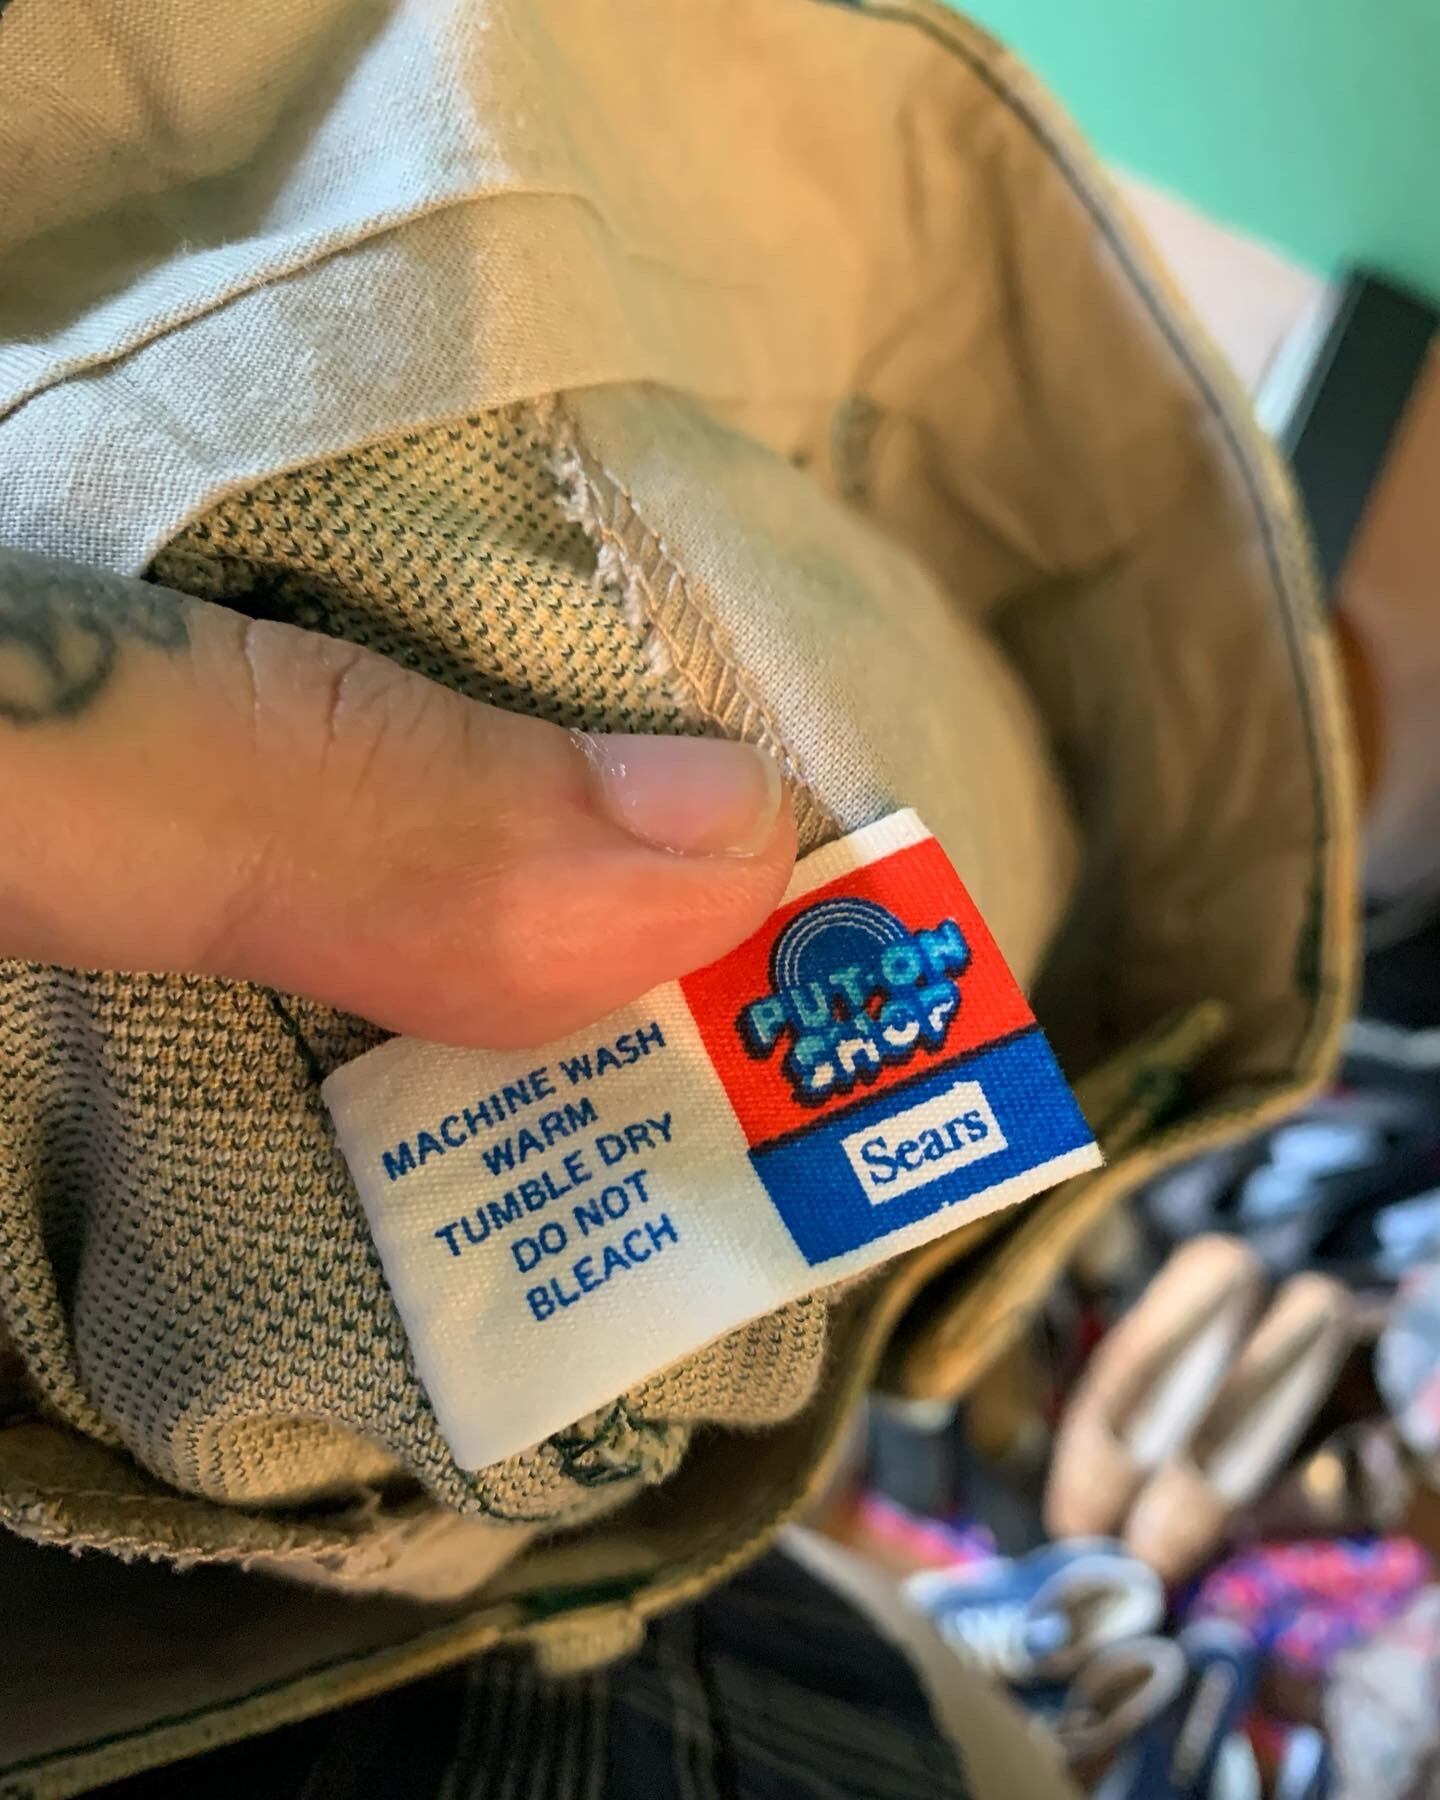 MACHINE WASH
WARM
TUMBLE DRY
DO NOT
BLEACH
PUT·ON
SHOP
Sears